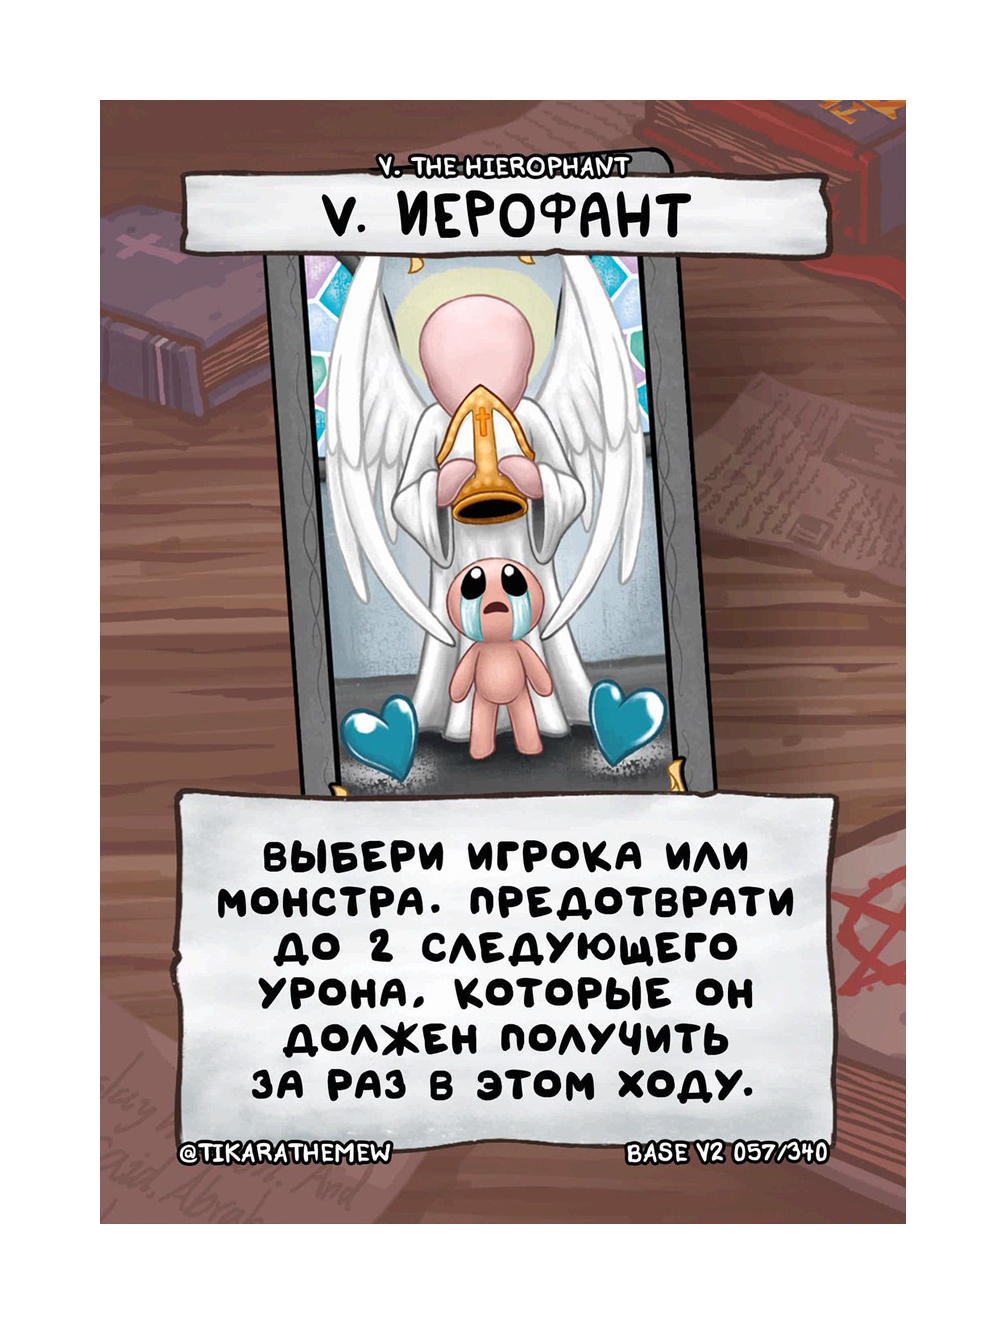 V. THE HIEROPHANT
V. ИЕРОФАНТ
ВЫБЕРИ ИГРОКА ИЛИ
МОНСТРА. ПРЕДОТВРАТИ
ДО 2 СЛЕДУЮЩЕГО
УРОНА, КОТОРЫЕ ОН
ДОЛЖЕН ПОЛУЧИТЬ
ЗА РАЗ В ЭТОМ ХОДУ.
@TIKARATHEMEW
BASE V2 057/340